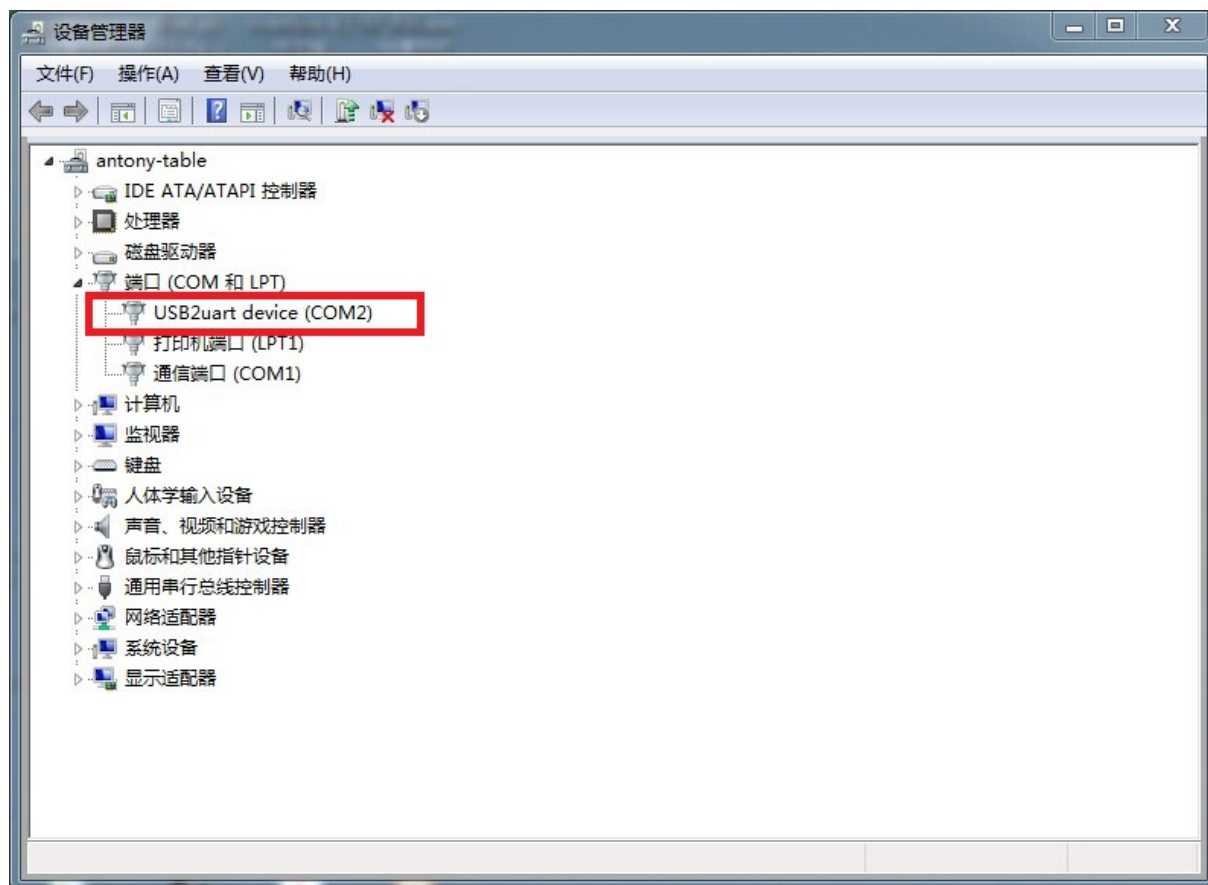 设备管理器
文件(F) 操作(A) 查看(V) 帮助(H)
antony-table
IDE ATA/ATAPI 控制器
处理器
磁盘驱动器
端口 (COM 和 LPT)
USB2uart device (COM2)
打印机端口 (LPT1)
通信端口 (COM1)
计算机
监视器
键盘
人体学输入设备
声音、视频和游戏控制器
鼠标和其他指针设备
通用串行总线控制器
网络适配器
系统设备
显示适配器